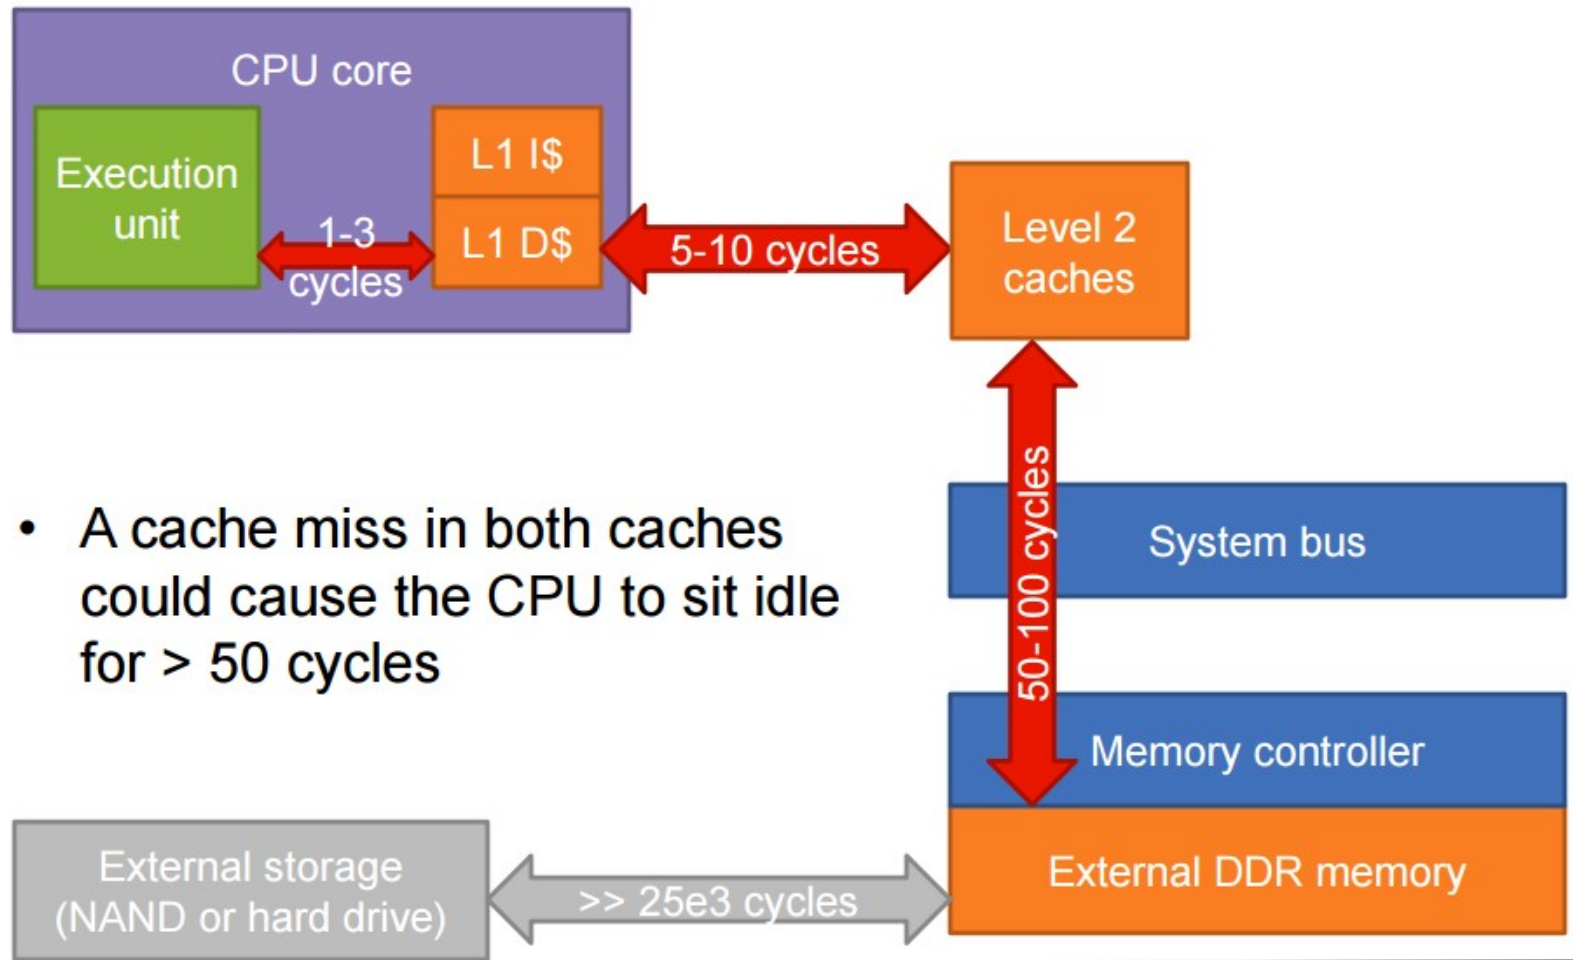 CPU core
Execution
unit
1-3
cycles
L1 I$
L1 D$
5-10 cycles
Level 2
caches
50-100 cycles
• A cache miss in both caches
could cause the CPU to sit idle
for > 50 cycles
System bus
Memory controller
External DDR memory
External storage
(NAND or hard drive)
>> 25e3 cycles